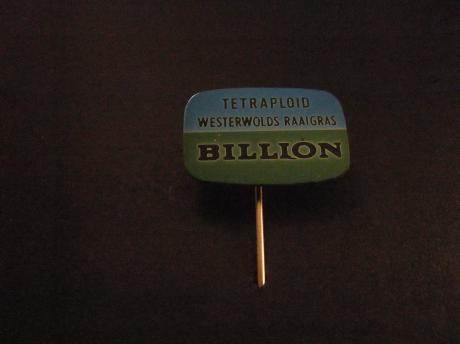 TETRAPLOID
WESTERWOLDS RAAIGRAS
BILLION